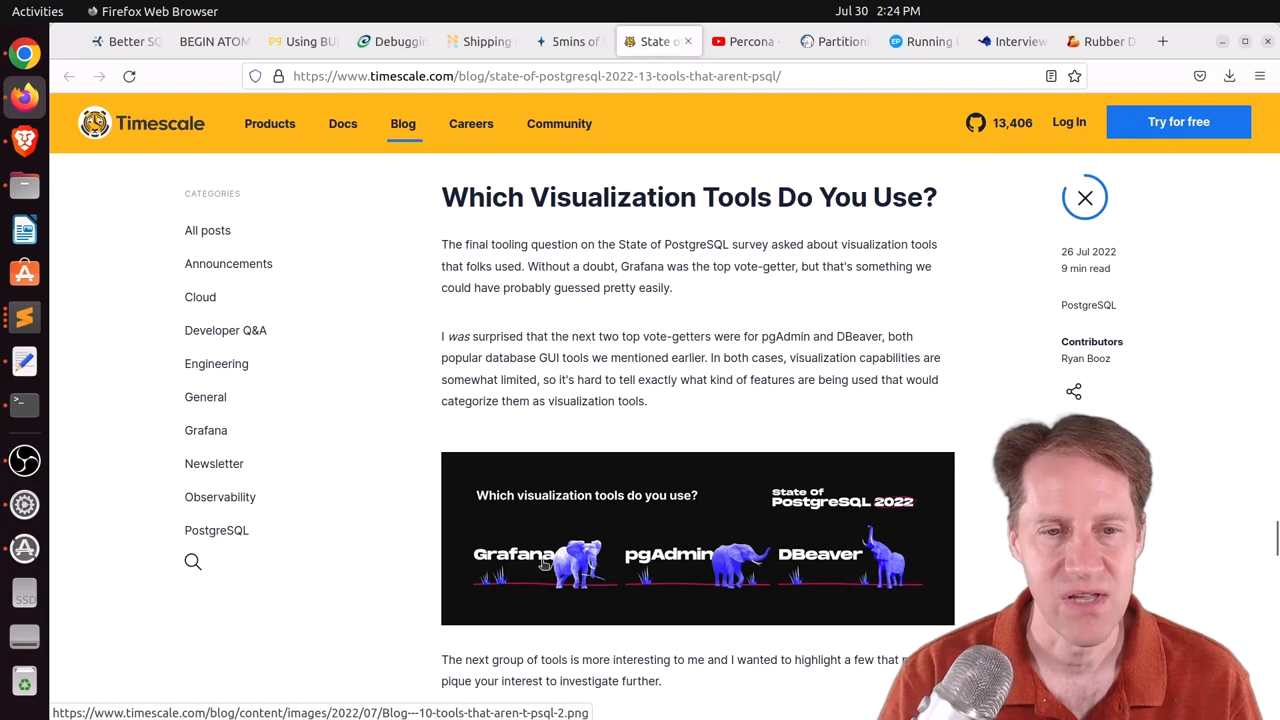 Activities
Firefox Web Browser
Jul 30 2:24 PM
Better SQ
BEGIN ATOM
Using BU
Debuggin
Shipping
5mins of
State o
Percona -
Partition
Running
Interview
Rubber D
https://www.timescale.com/blog/state-of-postgresql-2022-13-tools-that-arent-psql/
Timescale
Products
Docs
Blog
Careers
Community
13,406
Log In
Try for free
CATEGORIES
All posts
Announcements
Cloud
Developer Q&A
Engineering
General
Grafana
Newsletter
Observability
PostgreSQL
Which Visualization Tools Do You Use?
The final tooling question on the State of PostgreSQL survey asked about visualization tools
that folks used. Without a doubt, Grafana was the top vote-getter, but that's something we
could have probably guessed pretty easily.
I was surprised that the next two top vote-getters were for pgAdmin and DBeaver, both
popular database GUI tools we mentioned earlier. In both cases, visualization capabilities are
somewhat limited, so it's hard to tell exactly what kind of features are being used that would
categorize them as visualization tools.
Which visualization tools do you use?
State of
PostgreSQL 2022
Grafana
pgAdmin
DBeaver
The next group of tools is more interesting to me and I wanted to highlight a few that
pique your interest to investigate further.
26 Jul 2022
9 min read
PostgreSQL
Contributors
Ryan Booz
SSD
https://www.timescale.com/blog/content/images/2022/07/Blog---10-tools-that-aren-t-psql-2.png